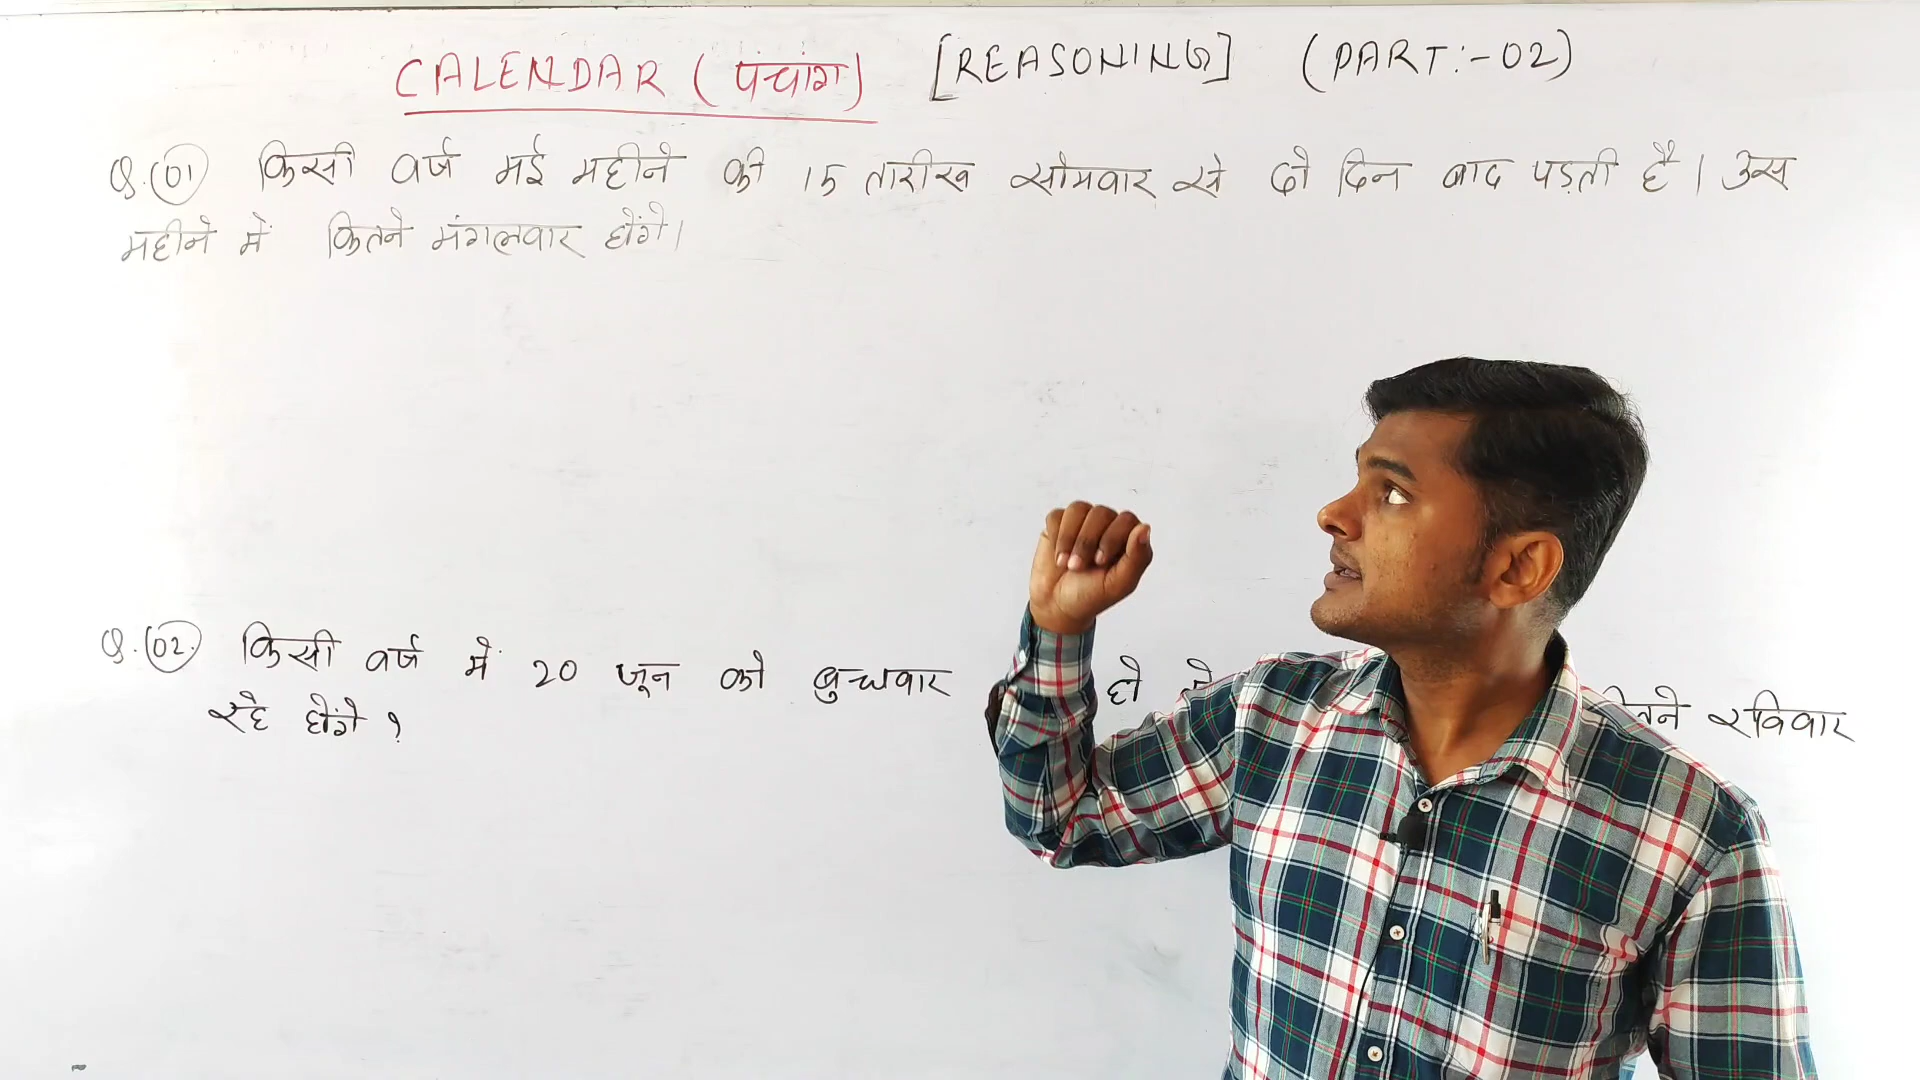 CALENDAR (पंचांग) [REASONING] (PART:-02)
Q.(01) किसी वर्ज मई महीने की 15 तारीख सोमवार से दो दिन बाद पड़ती है। उस
महीने में कितने मंगलवार होंगे।
Q.(02) किसी वर्ज में 20 जून को बुधवार हो रविवार
रहे होंगे ?